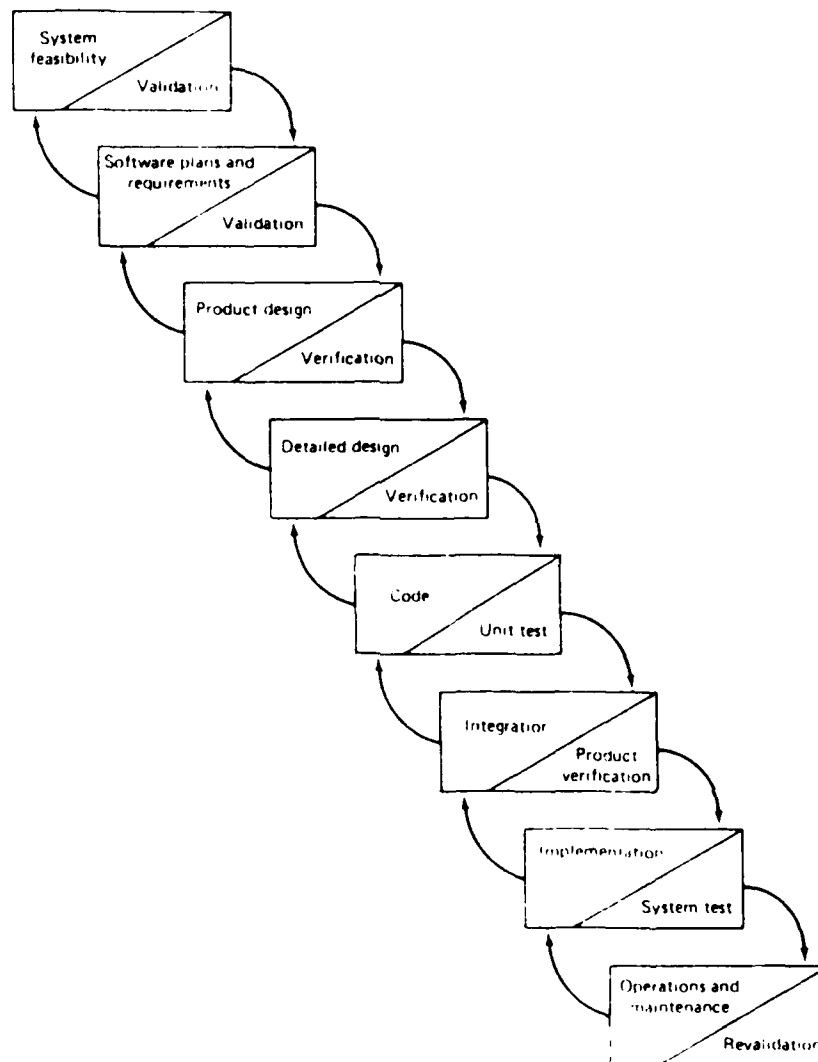 System
feasibility
Validation
Software plans and
requirements
Validation
Product design
Verification
Detailed design
Verification
Code
Unit test
Integration
Product
verification
Implementation
System test
Operations and
maintenance
Revalidation